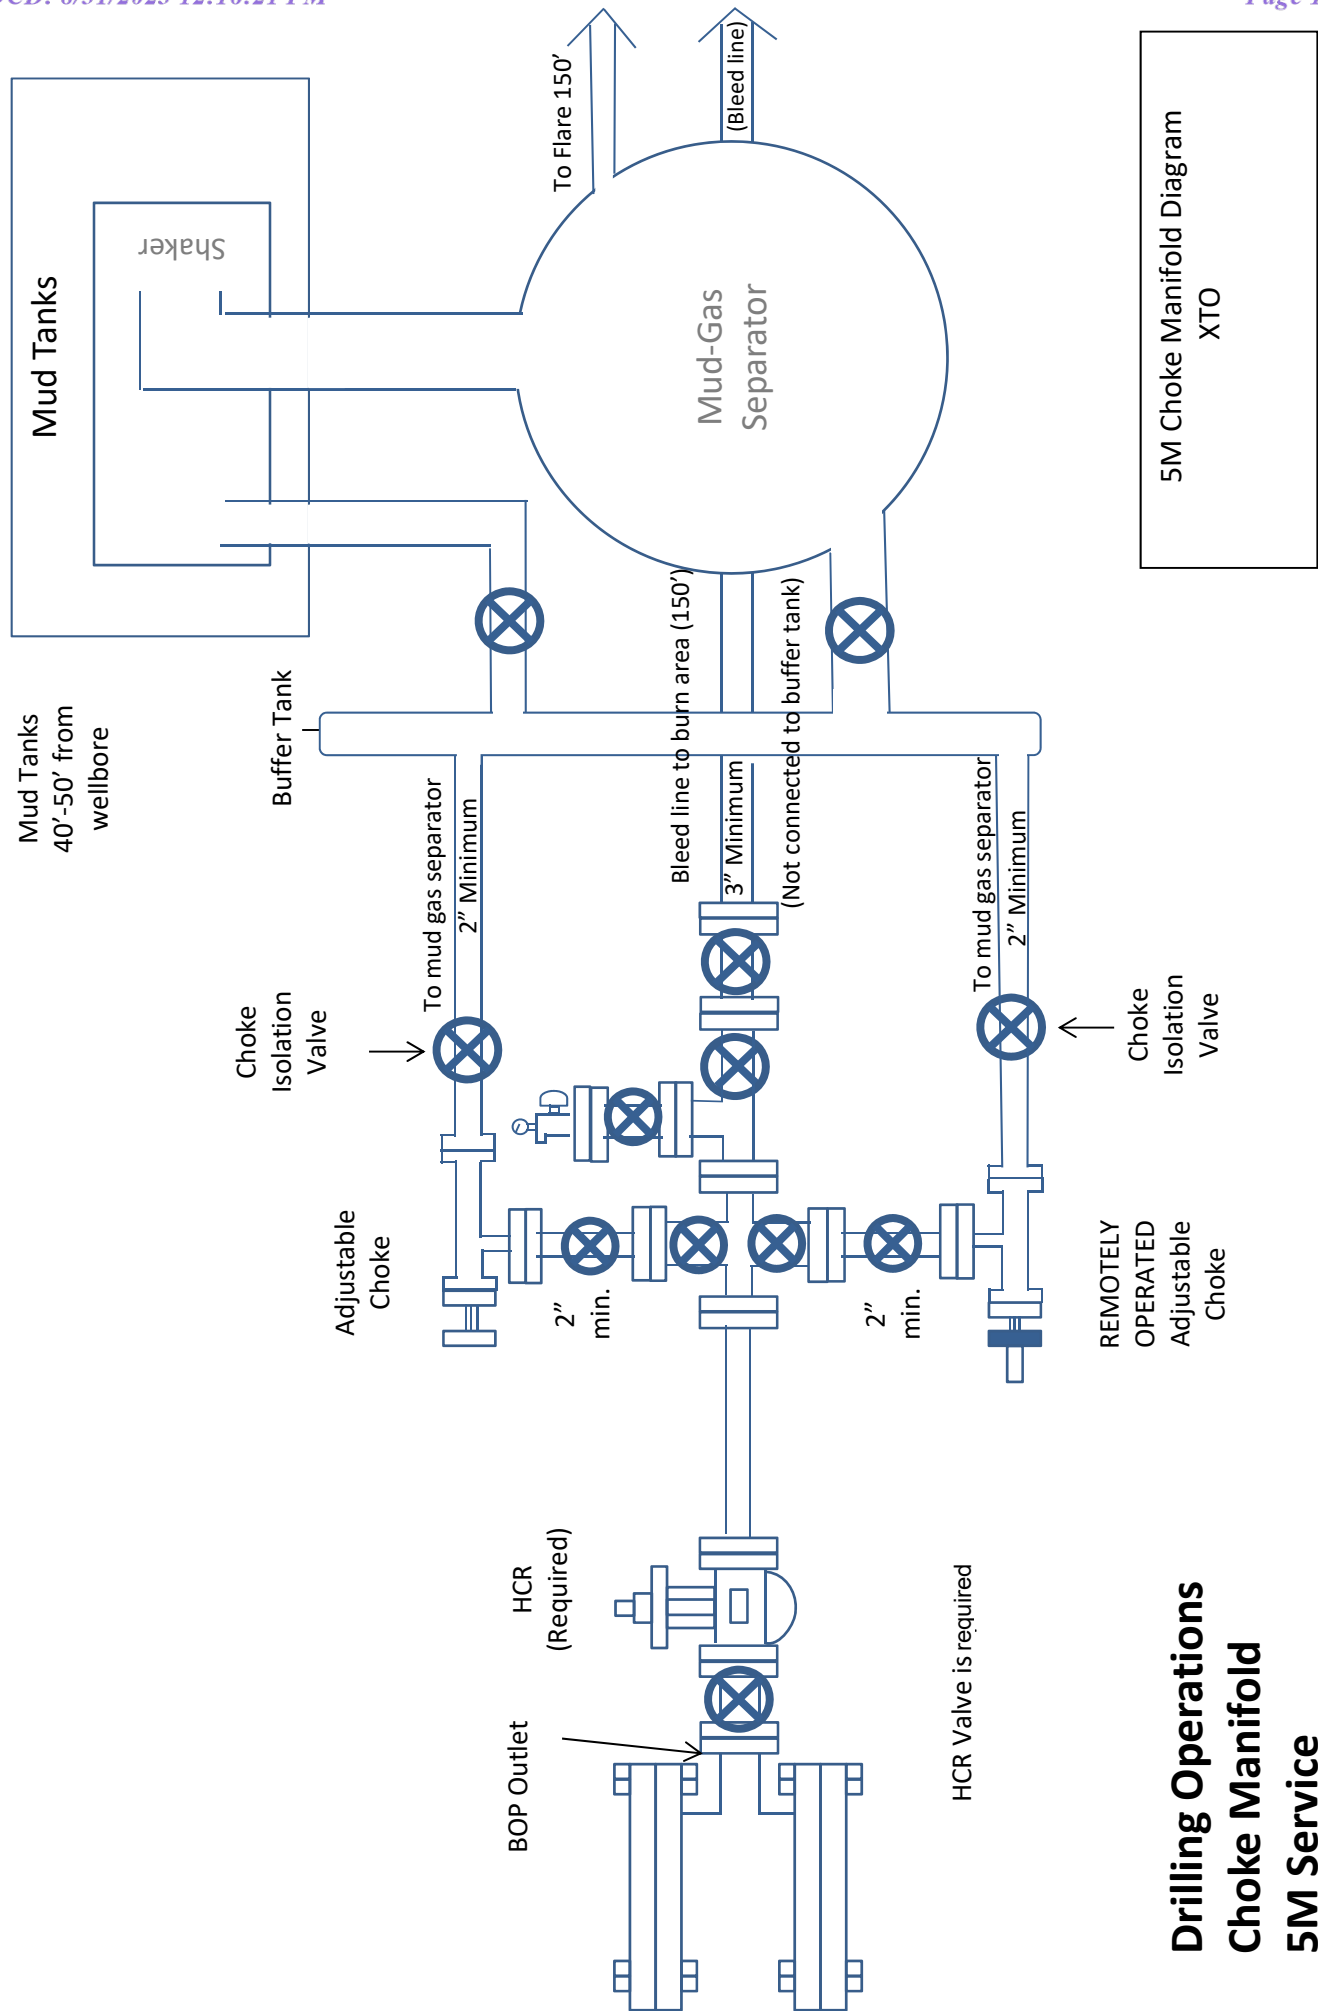 Mud Tanks
40’-50’ from
wellbore
Mud Tanks
Shaker
Buffer Tank
Choke
Isolation
Valve
Adjustable
Choke
To mud gas separator
2” Minimum
To Flare 150’
BOP Outlet
HCR
(Required)
2”
min.
Bleed line to burn area (150’)
3” Minimum
(Not connected to buffer tank)
Mud-Gas
Separator
(Bleed line)
2”
min.
HCR Valve is required
To mud gas separator
2” Minimum
REMOTELY
OPERATED
Adjustable
Choke
Choke
Isolation
Valve
Drilling Operations
Choke Manifold
5M Service
5M Choke Manifold Diagram
XTO